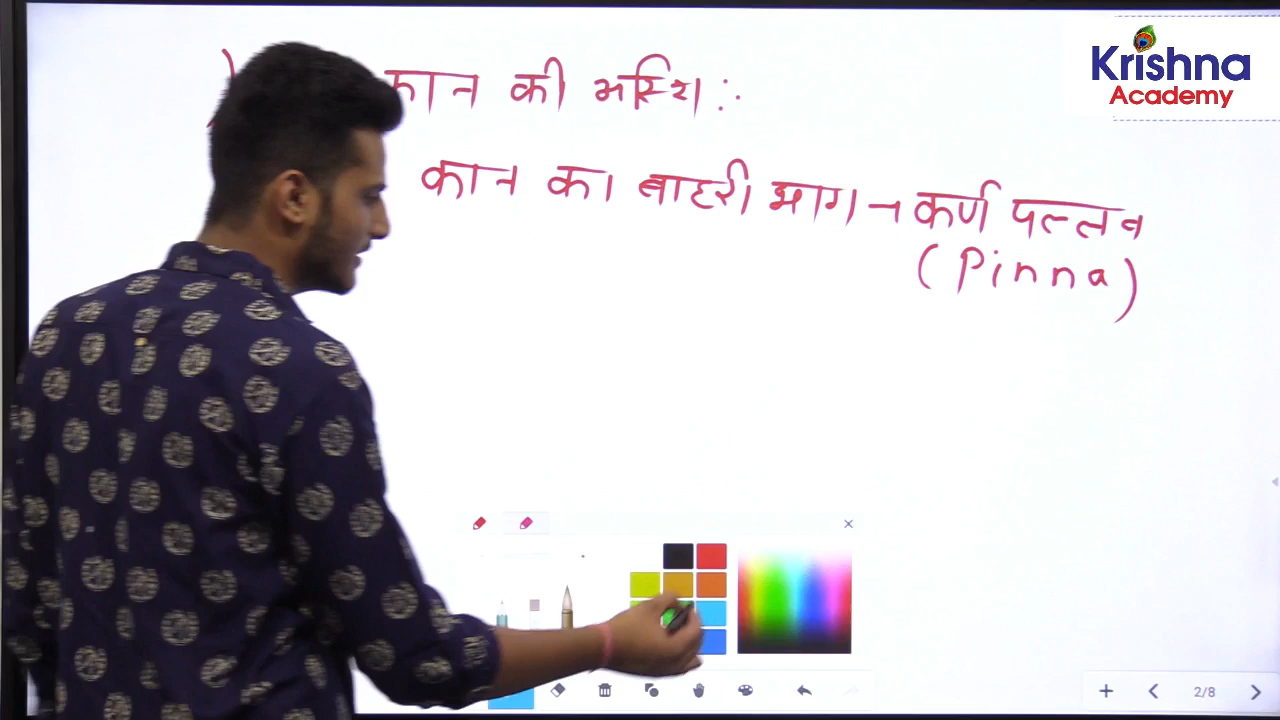 Krishna
Academy
कान की अस्थि :
कान का बाहरी भाग → कर्ण पल्लव
(Pinna)
2/8